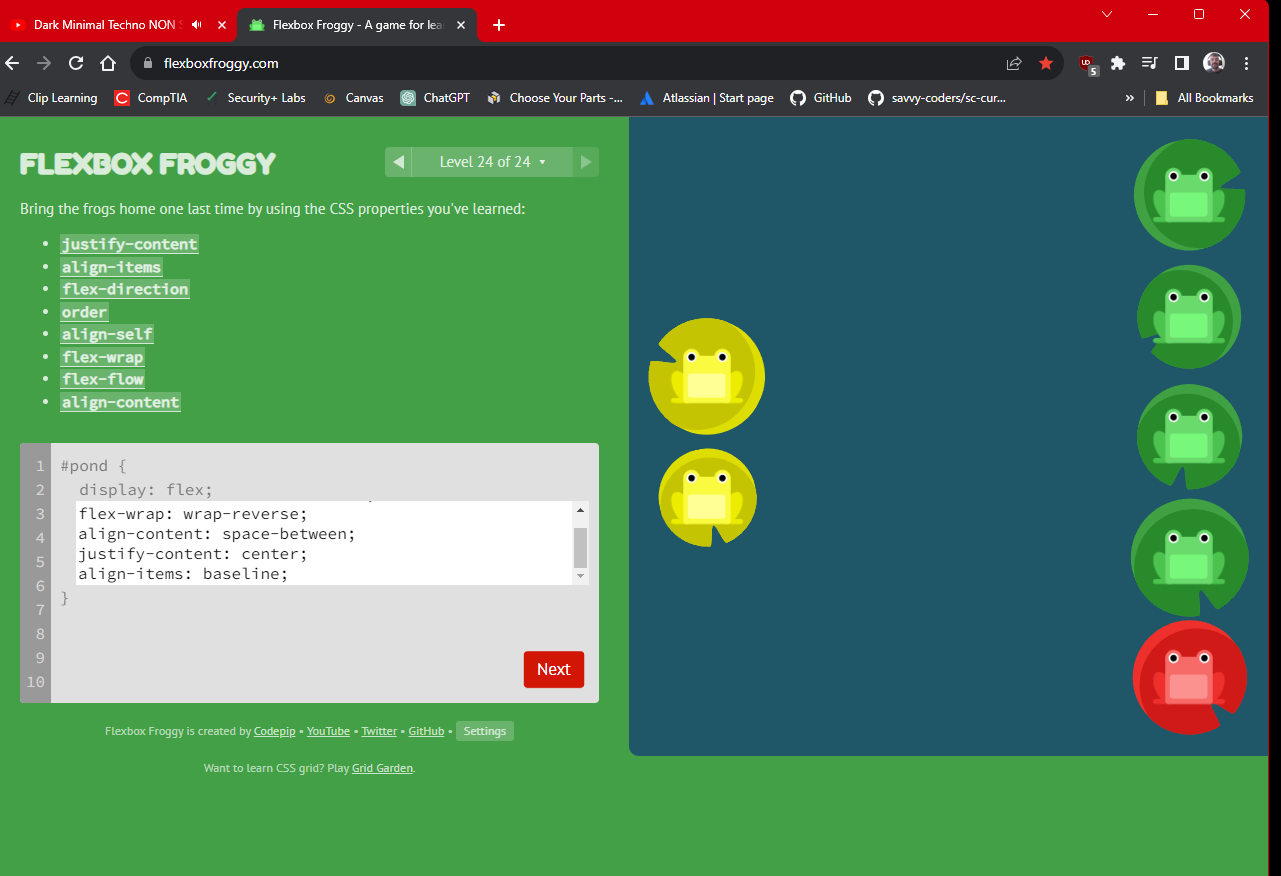 Dark Minimal Techno NON
Flexbox Froggy - A game for lea
flexboxfroggy.com
5
Clip Learning
CompTIA
Security+ Labs
Canvas
ChatGPT
Choose Your Parts -...
Atlassian | Start page
GitHub
savvy-coders/sc-cur...
»
All Bookmarks
FLEXBOX FROGGY
Level 24 of 24
Bring the frogs home one last time by using the CSS properties you've learned:
• justify-content
• align-items
• flex-direction
• order
• align-self
• flex-wrap
• flex-flow
• align-content
1 #pond {
2 display: flex;
3 flex-wrap: wrap-reverse;
4 align-content: space-between;
5 justify-content: center;
6 align-items: baseline;
7 }
8
9
10
Next
Flexbox Froggy is created by Codepip • YouTube • Twitter • GitHub • Settings
Want to learn CSS grid? Play Grid Garden.